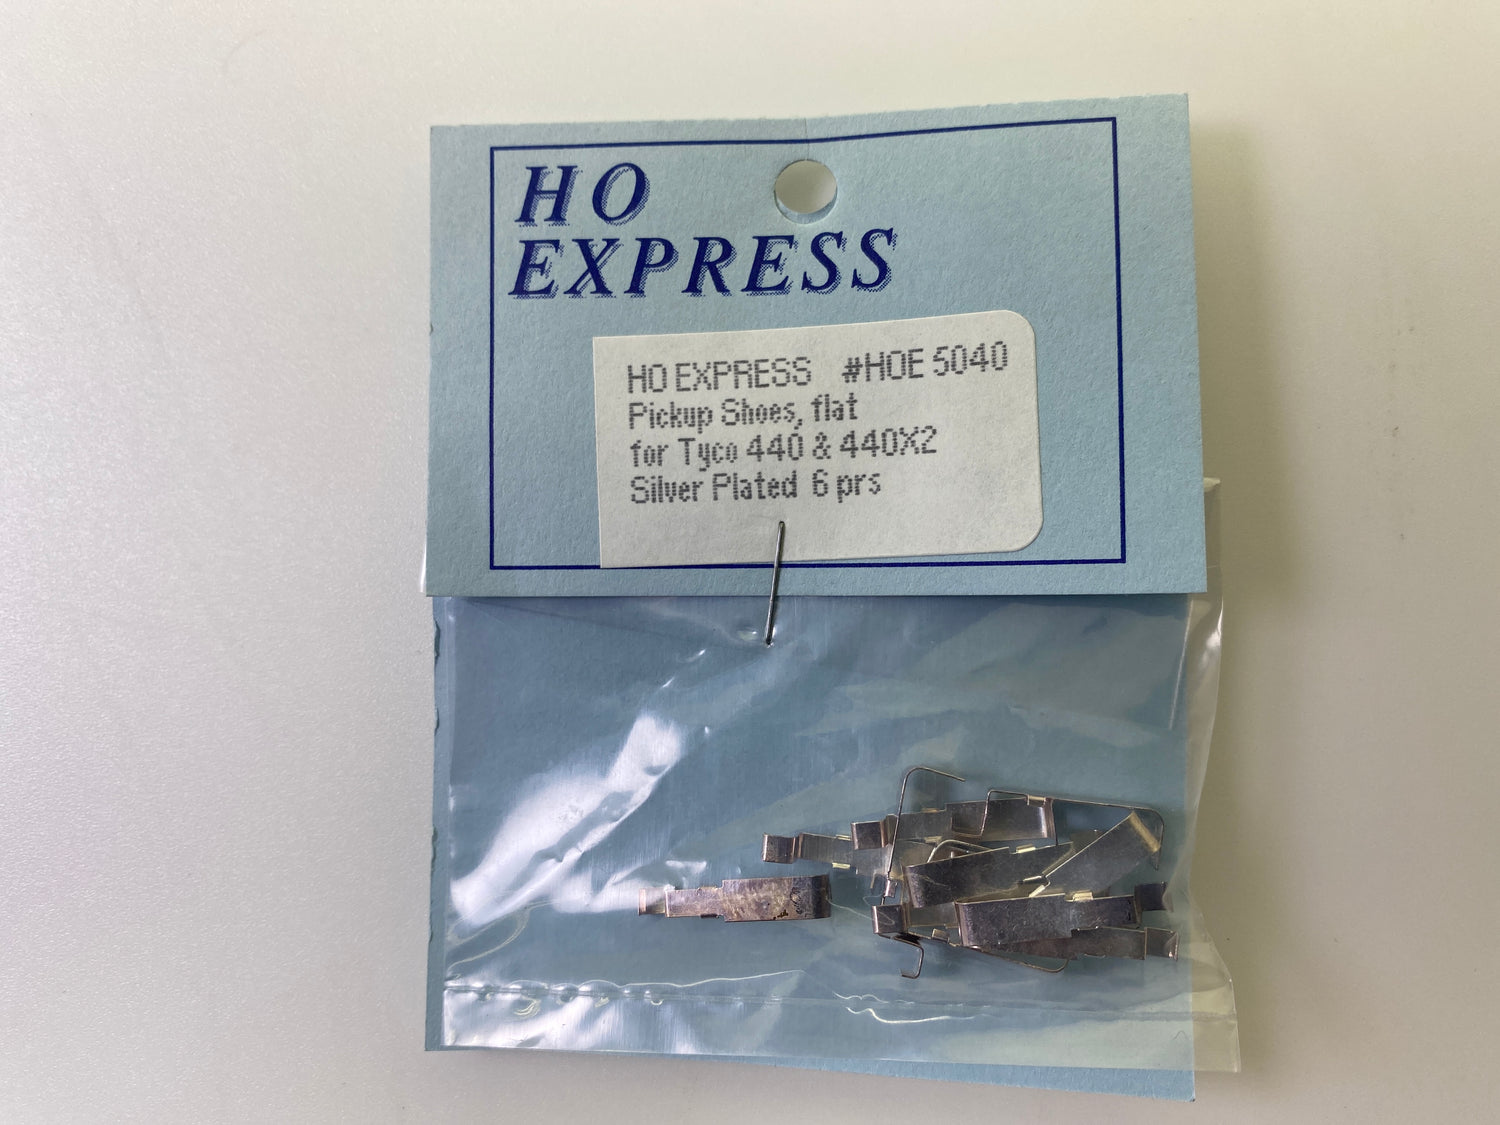 HO
EXPRESS
HO EXPRESS #HOE 5040
Pickup Shoes, flat
for Tyco 440 & 440X2
Silver Plated 6 prs